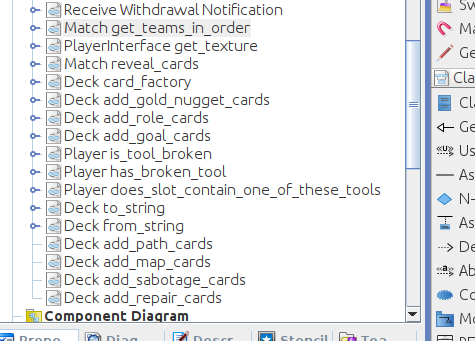 Receive Withdrawal Notification
Match get_teams_in_order
PlayerInterface get_texture
Match reveal_cards
Deck card_factory
Deck add_gold_nugget_cards
Deck add_role_cards
Deck add_goal_cards
Player is_tool_broken
Player has_broken_tool
Player does_slot_contain_one_of_these_tools
Deck to_string
Deck from_string
Deck add_path_cards
Deck add_map_cards
Deck add_sabotage_cards
Deck add_repair_cards
Component Diagram
Prope
Diag
Descr
Stencil
Tea
Sw
Ma
Ge
Cla
Cla
Ge
«u» Us
Ass
N-
Ass
De
«a» Ab
Co
Mo